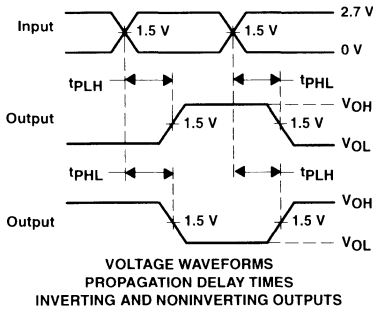 2.7 V
Input
1.5 V
1.5 V
0 V
tPLH
tPHL
VOH
Output
1.5 V
1.5 V
VOL
tPHL
tPLH
VOH
Output
1.5 V
1.5 V
VOL
VOLTAGE WAVEFORMS
PROPAGATION DELAY TIMES
INVERTING AND NONINVERTING OUTPUTS